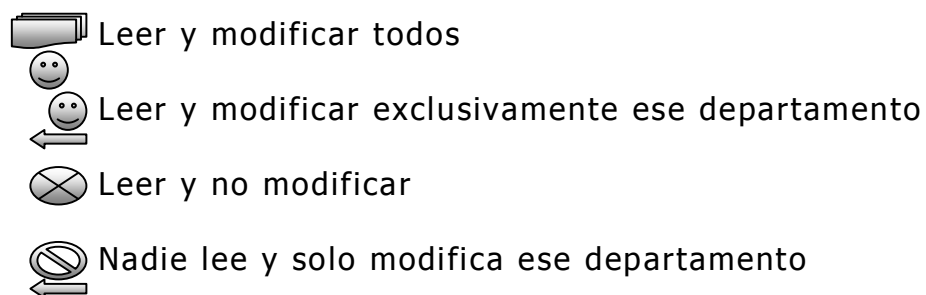 Leer y modificar todos
Leer y modificar exclusivamente ese departamento
Leer y no modificar
Nadie lee y solo modifica ese departamento